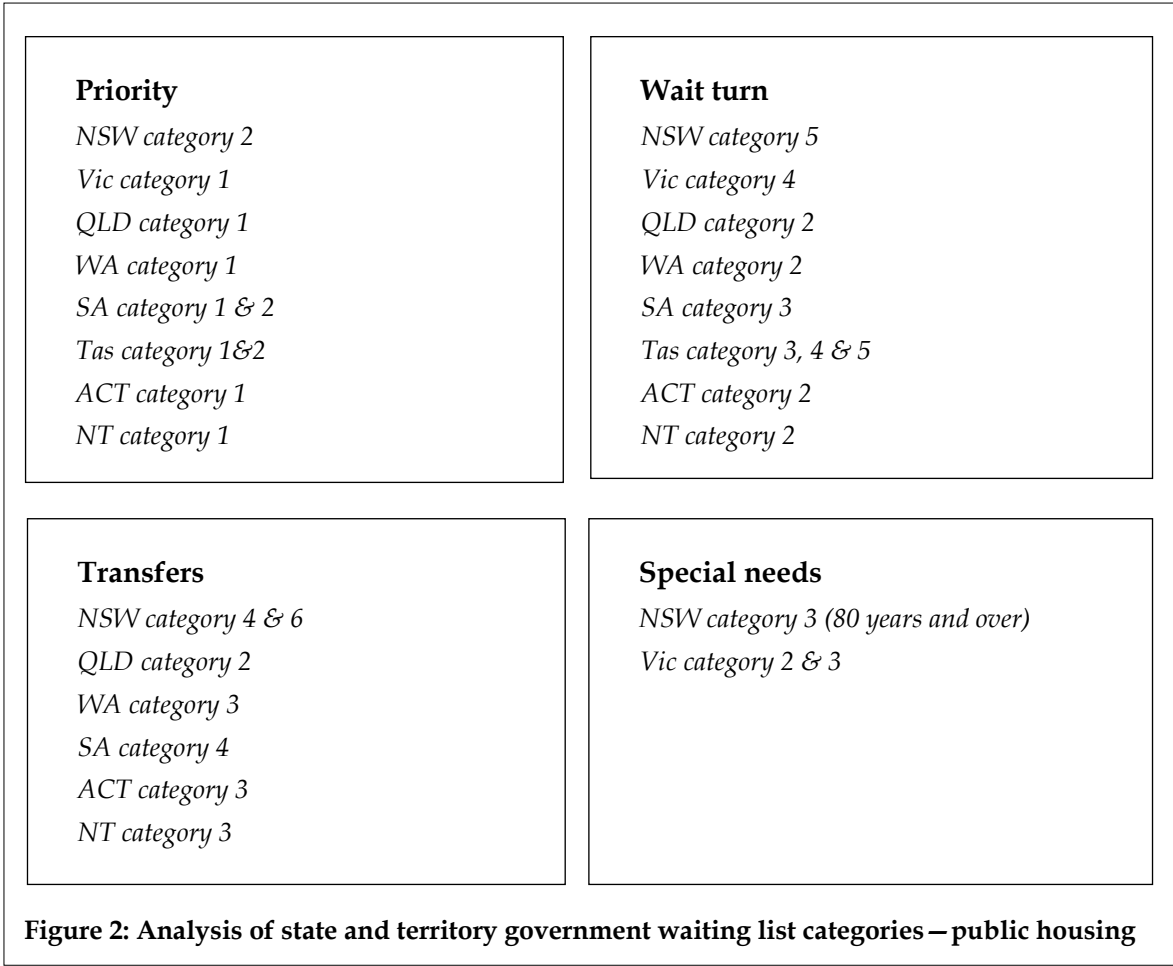 Priority
NSW category 2
Vic category 1
QLD category 1
WA category 1
SA category 1 & 2
Tas category 1&2
ACT category 1
NT category 1
Wait turn
NSW category 5
Vic category 4
QLD category 2
WA category 2
SA category 3
Tas category 3, 4 & 5
ACT category 2
NT category 2
Transfers
NSW category 4 & 6
QLD category 2
WA category 3
SA category 4
ACT category 3
NT category 3
Special needs
NSW category 3 (80 years and over)
Vic category 2 & 3
Figure 2: Analysis of state and territory government waiting list categories—public housing